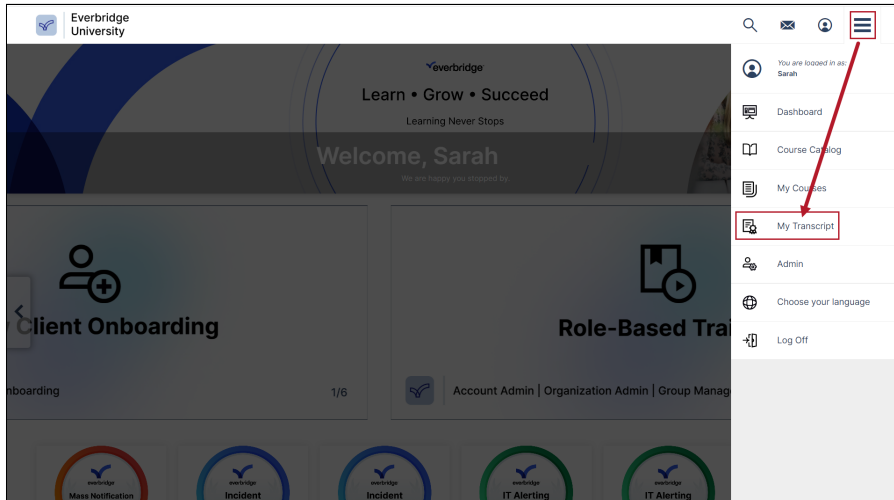 Everbridge
University
everbridge
Learn • Grow • Succeed
Learning Never Stops
Welcome, Sarah
We are happy you stopped by.
You are logged in as:
Sarah
Dashboard
Course Catalog
My Courses
My Transcript
Admin
Choose your language
Log Off
Client Onboarding
nboarding
1/6
Role-Based Trai
Account Admin | Organization Admin | Group Manag
everbridge
Mass Notification
everbridge
Incident
everbridge
Incident
everbridge
IT Alerting
everbridge
IT Alerting